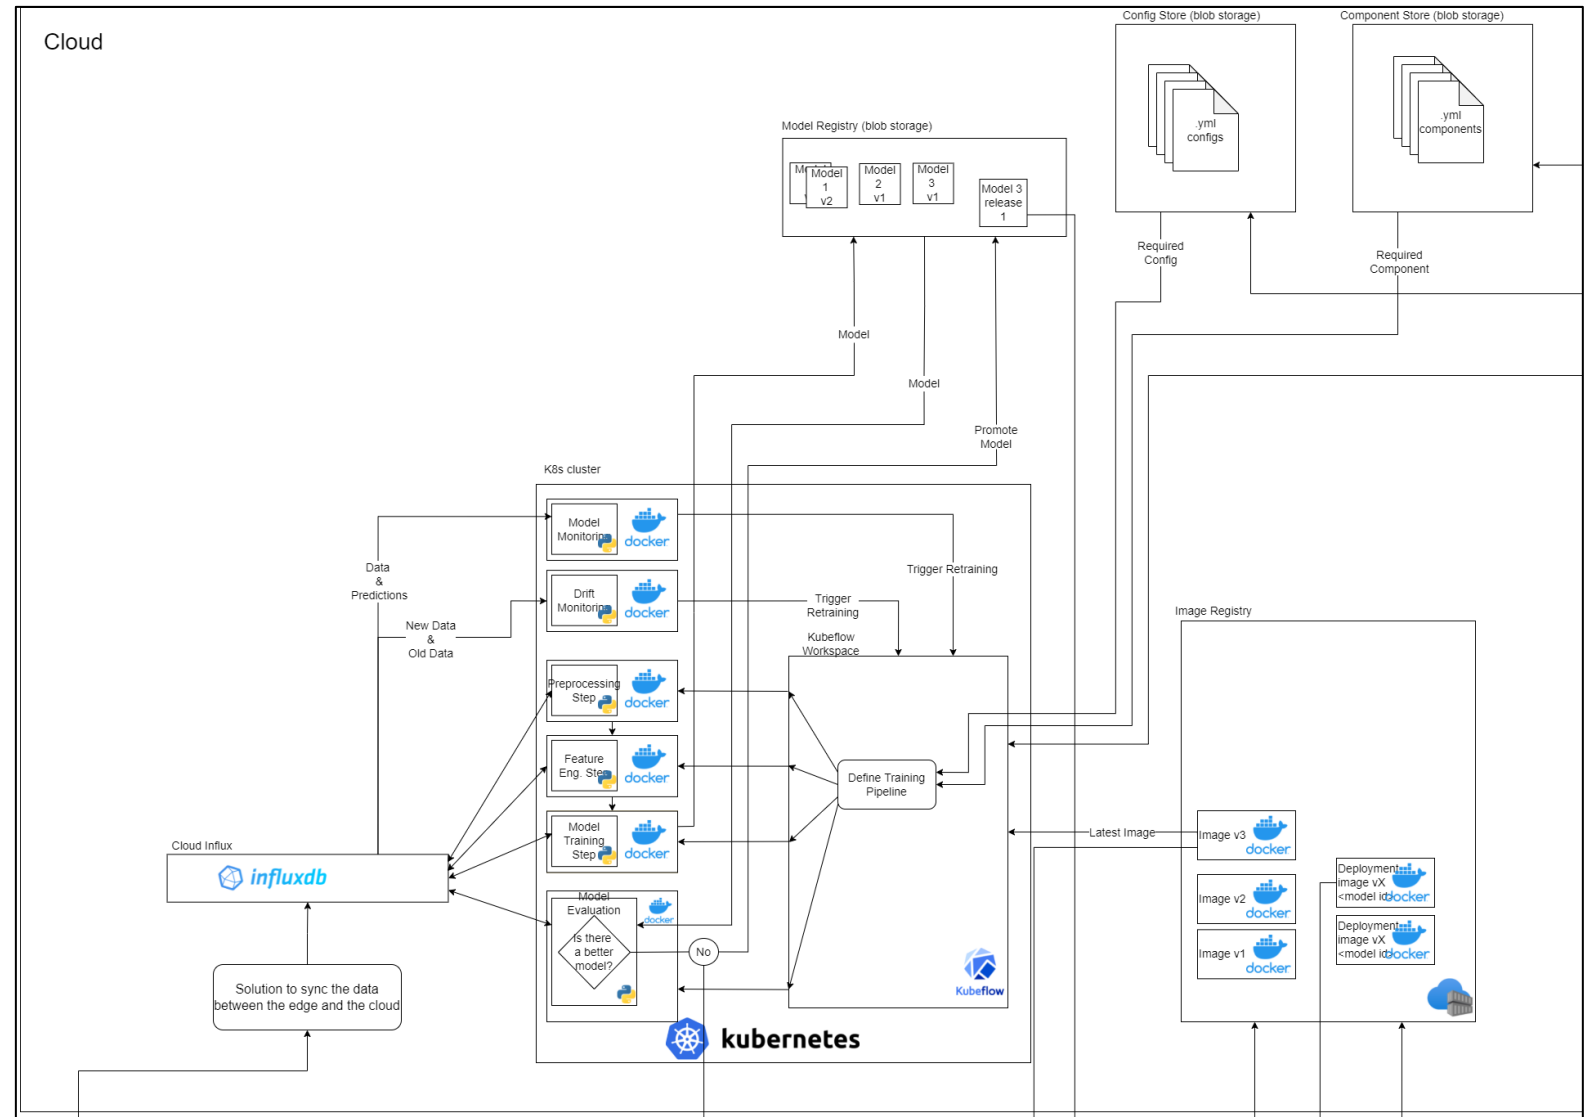 Cloud
Config Store (blob storage)
Component Store (blob storage)
.yml
configs
.yml
components
Model Registry (blob storage)
Model
1
v2
Model
2
v1
Model
3
v1
Model 3
release
1
Required
Config
Required
Component
Model
Model
Promote
Model
K8s cluster
Model
Monitoring
docker
Trigger Retraining
Data
&
Predictions
Drift
Monitoring
docker
Trigger
Retraining
New Data
&
Old Data
Kubeflow
Workspace
Image Registry
Preprocessing
Step
docker
Feature
Eng. Step
docker
Define Training
Pipeline
Model
Training
Step
docker
Latest Image
Image v3
docker
Cloud Influx
influxdb
Model
Evaluation
docker
Is there
a better
model?
No
Image v2
docker
Image v1
docker
Deployment
image vX
<model id>
docker
Deployment
image vX
<model id>
docker
Kubeflow
Solution to sync the data
between the edge and the cloud
kubernetes